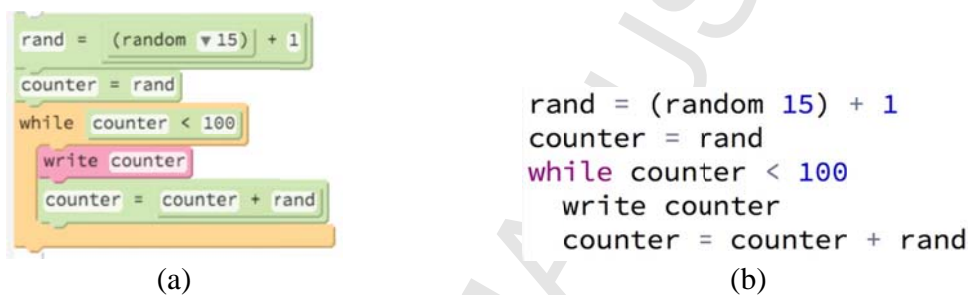 rand = (random ▾ 15) + 1
counter = rand
while counter < 100
write counter
counter = counter + rand
(a)
rand = (random 15) + 1
counter = rand
while counter < 100
write counter
counter = counter + rand
(b)